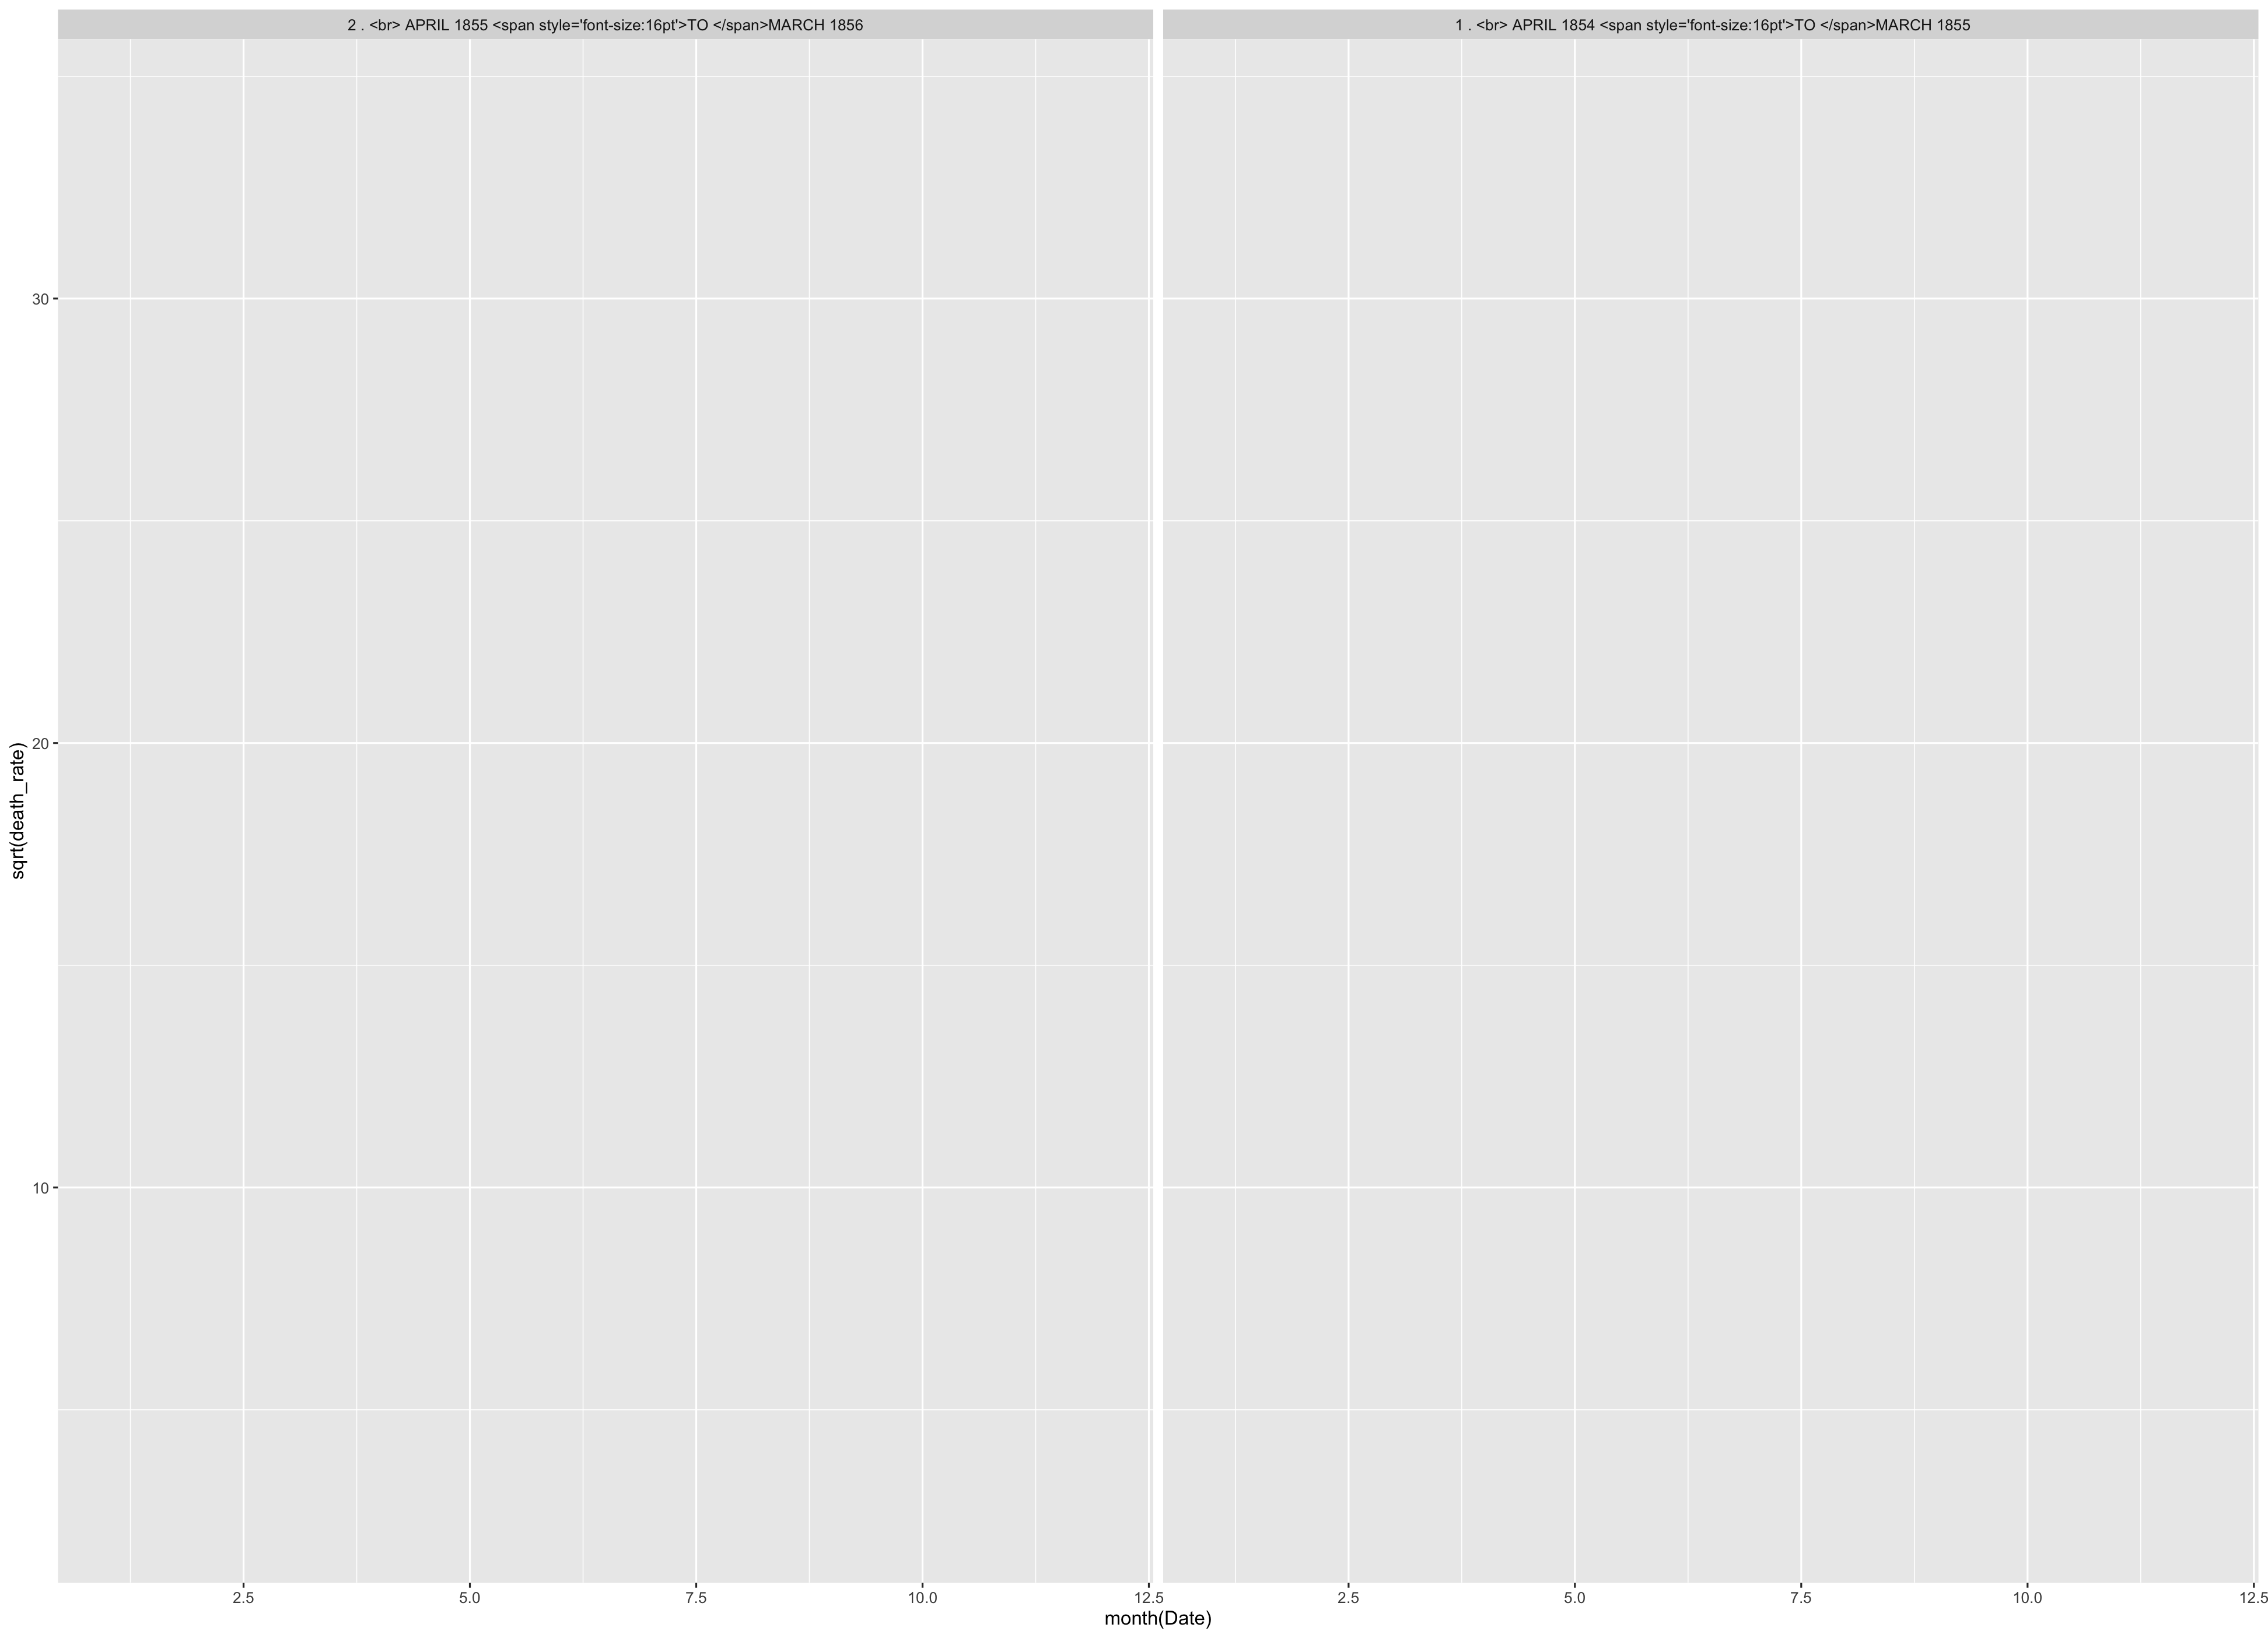 2 . <br> APRIL 1855 <span style='font-size:16pt'>TO </span>MARCH 1856
1 . <br> APRIL 1854 <span style='font-size:16pt'>TO </span>MARCH 1855
30
20
10
sqrt(death_rate)
2.5 5.0 7.5 10.0 12.5
2.5 5.0 7.5 10.0 12.5
month(Date)